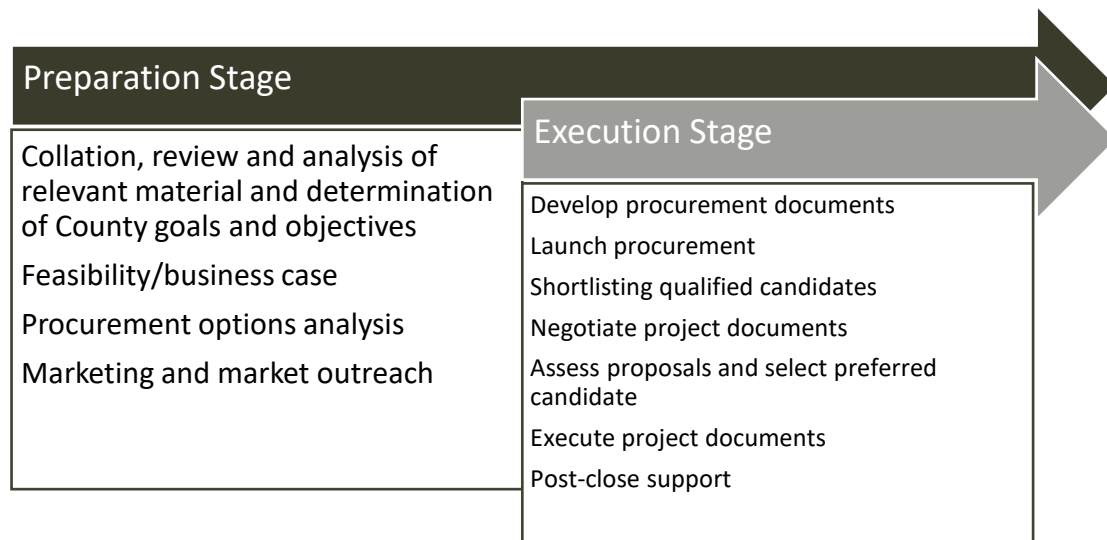 Preparation Stage
Collation, review and analysis of
relevant material and determination
of County goals and objectives
Feasibility/business case
Procurement options analysis
Marketing and market outreach
Execution Stage
Develop procurement documents
Launch procurement
Shortlisting qualified candidates
Negotiate project documents
Assess proposals and select preferred
candidate
Execute project documents
Post-close support